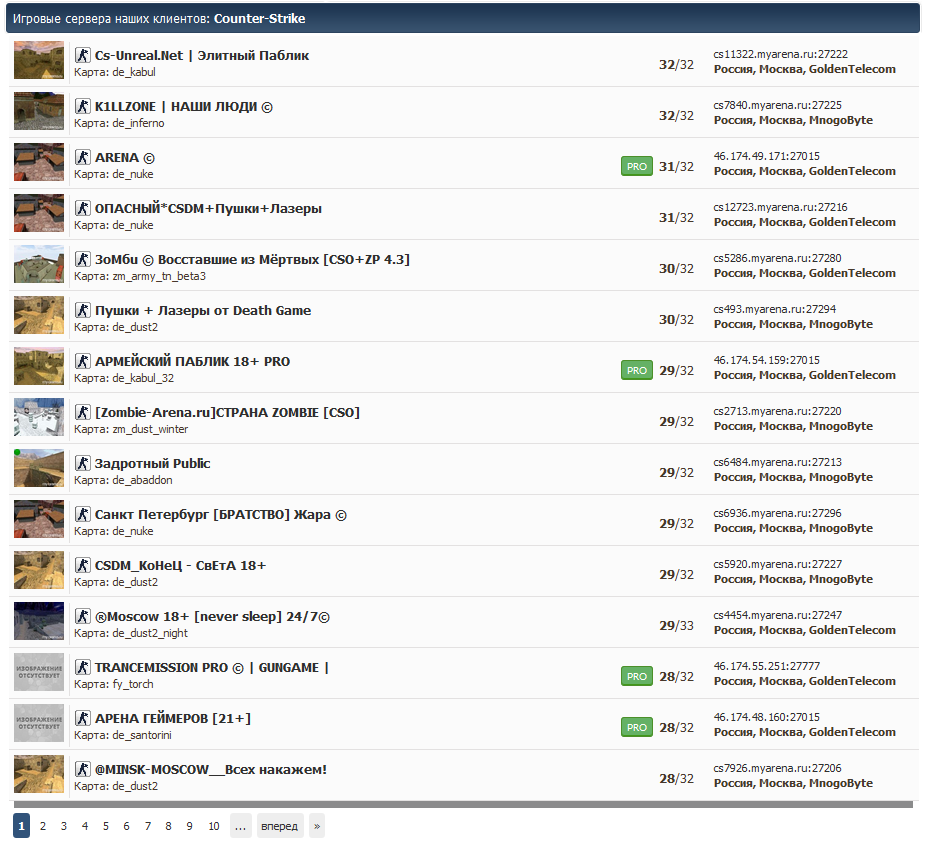 Игровые сервера наших клиентов: Counter-Strike
Cs-Unreal.Net | Элитный Паблик
Карта: de_kabul
32/32
cs11322.myarena.ru:27222
Россия, Москва, GoldenTelecom
K1LLZONE | НАШИ ЛЮДИ ©
Карта: de_inferno
32/32
cs7840.myarena.ru:27225
Россия, Москва, MnogoByte
ARENA ©
Карта: de_nuke
PRO 31/32
46.174.49.171:27015
Россия, Москва, GoldenTelecom
ОПАСНЫЙ*CSDM+Пушки+Лазеры
Карта: de_nuke
31/32
cs12723.myarena.ru:27216
Россия, Москва, GoldenTelecom
ЗоМбu © Восставшие из Мёртвых [CSO+ZP 4.3]
Карта: zm_army_tn_beta3
30/32
cs5286.myarena.ru:27280
Россия, Москва, GoldenTelecom
Пушки + Лазеры от Death Game
Карта: de_dust2
30/32
cs493.myarena.ru:27294
Россия, Москва, MnogoByte
АРМЕЙСКИЙ ПАБЛИК 18+ PRO
Карта: de_kabul_32
PRO 29/32
46.174.54.159:27015
Россия, Москва, GoldenTelecom
[Zombie-Arena.ru]СТРАНА ZOMBIE [CSO]
Карта: zm_dust_winter
29/32
cs2713.myarena.ru:27220
Россия, Москва, MnogoByte
Задротный Public
Карта: de_abaddon
29/32
cs6484.myarena.ru:27213
Россия, Москва, MnogoByte
Санкт Петербург [БРАТСТВО] Жара ©
Карта: de_nuke
29/32
cs6936.myarena.ru:27296
Россия, Москва, MnogoByte
CSDM_КоНеЦ - СвЕтА 18+
Карта: de_dust2
29/32
cs5920.myarena.ru:27227
Россия, Москва, MnogoByte
®Moscow 18+ [never sleep] 24/7©
Карта: de_dust2_night
29/33
cs4454.myarena.ru:27247
Россия, Москва, GoldenTelecom
ИЗОБРАЖЕНИЕ
ОТСУТСТВУЕТ
TRANCEMISSION PRO © | GUNGAME |
Карта: fy_torch
PRO 28/32
46.174.55.251:27777
Россия, Москва, GoldenTelecom
ИЗОБРАЖЕНИЕ
ОТСУТСТВУЕТ
АРЕНА ГЕЙМЕРОВ [21+]
Карта: de_santorini
PRO 28/32
46.174.48.160:27015
Россия, Москва, GoldenTelecom
@MINSK-MOSCOW__Всех накажем!
Карта: de_dust2
28/32
cs7926.myarena.ru:27206
Россия, Москва, MnogoByte
1 2 3 4 5 6 7 8 9 10 ... вперед »